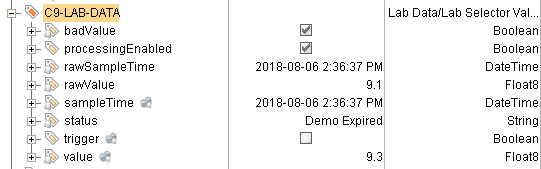 C9-LAB-DATA Lab Data/Lab Selector Val...
badValue Boolean
processingEnabled Boolean
rawSampleTime 2018-08-06 2:36:37 PM DateTime
rawValue 9.1 Float8
sampleTime 2018-08-06 2:36:37 PM DateTime
status Demo Expired String
trigger Boolean
value 9.3 Float8